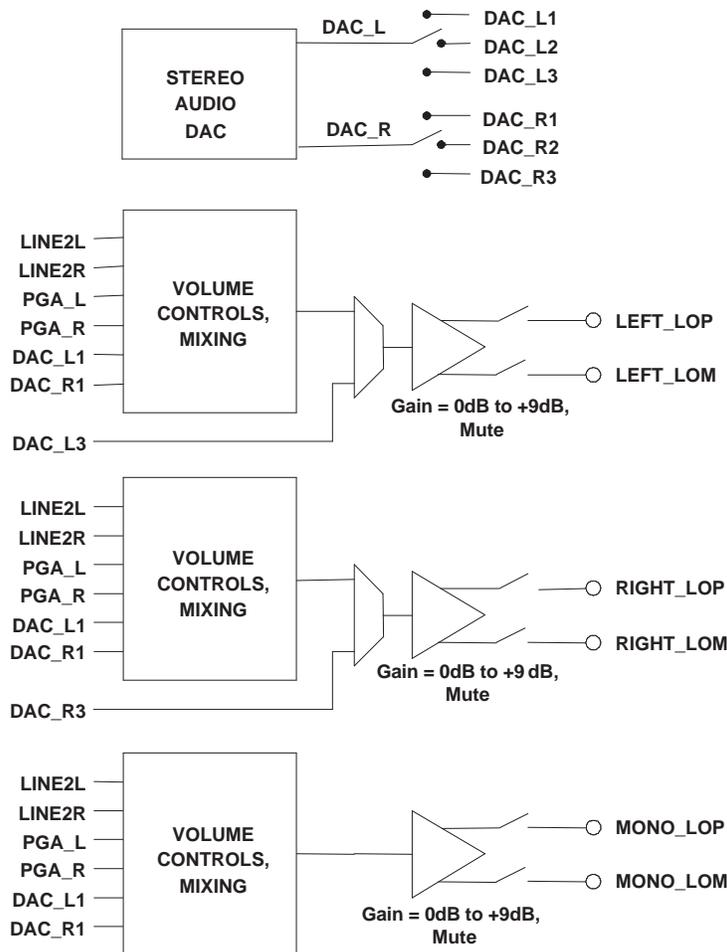 DAC_L
DAC_L1
DAC_L2
DAC_L3
STEREO
AUDIO
DAC
DAC_R
DAC_R1
DAC_R2
DAC_R3
LINE2L
LINE2R
PGA_L
PGA_R
DAC_L1
DAC_R1
DAC_L3
VOLUME
CONTROLS,
MIXING
LEFT_LOP
LEFT_LOM
Gain = 0dB to +9dB,
Mute
LINE2L
LINE2R
PGA_L
PGA_R
DAC_L1
DAC_R1
DAC_R3
VOLUME
CONTROLS,
MIXING
RIGHT_LOP
RIGHT_LOM
Gain = 0dB to +9 dB,
Mute
LINE2L
LINE2R
PGA_L
PGA_R
DAC_L1
DAC_R1
VOLUME
CONTROLS,
MIXING
MONO_LOP
MONO_LOM
Gain = 0dB to +9dB,
Mute